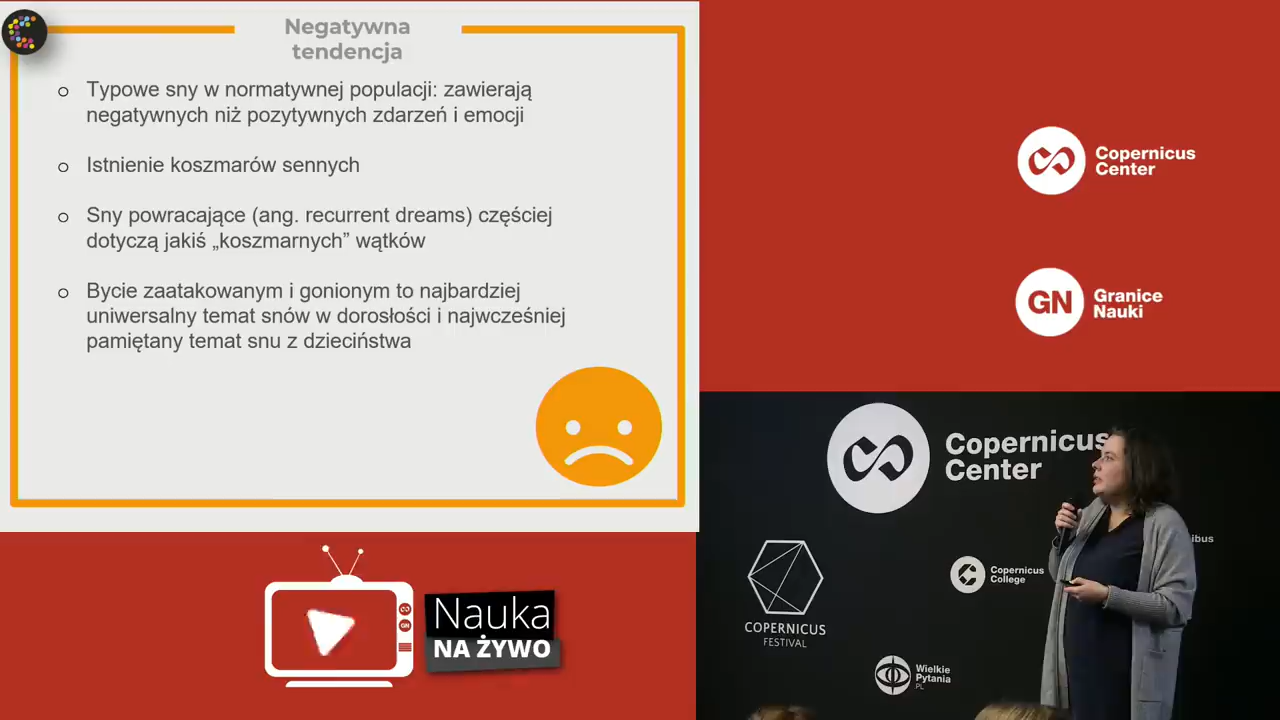 Negatywna
tendencja
o Typowe sny w normatywnej populacji: zawierają
negatywnych niż pozytywnych zdarzeń i emocji
o Istnienie koszmarów sennych
o Sny powracające (ang. recurrent dreams) częściej
dotyczą jakiś „koszmarnych” wątków
o Bycie zaatakowanym i gonionym to najbardziej
uniwersalny temat snów w dorosłości i najwcześniej
pamiętany temat snu z dzieciństwa
Copernicus
Center
GN
Granice
Nauki
Copernicus
Center
ibus
Copernicus
College
COPERNICUS
FESTIVAL
Wielkie
Pytania
.PL
Nauka
NA ŻYWO
GN